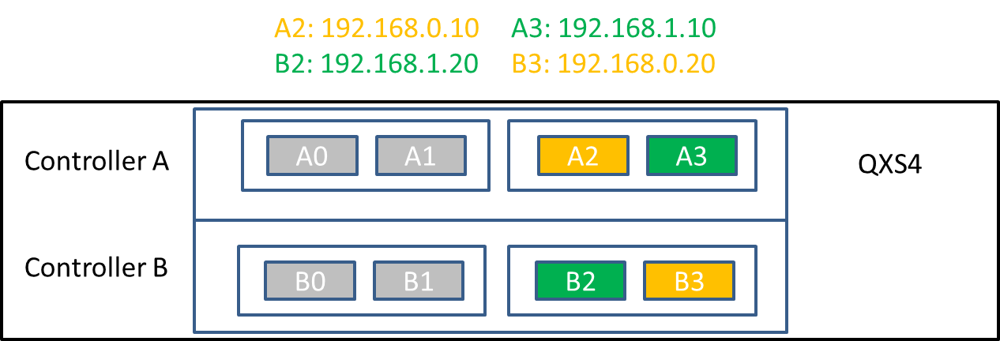 A2: 192.168.0.10 A3: 192.168.1.10
B2: 192.168.1.20 B3: 192.168.0.20
Controller A A0 A1 A2 A3 QXS4
Controller B B0 B1 B2 B3